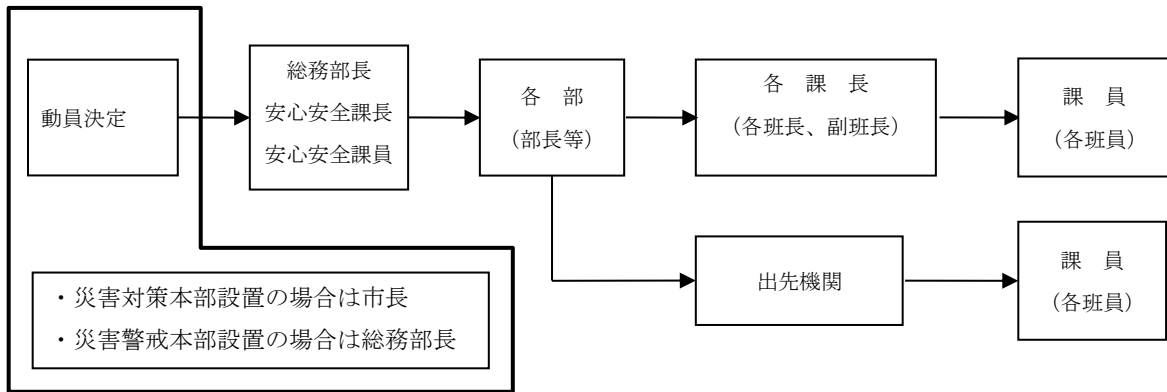 動員決定
総務部長
安心安全課長
安心安全課員
各　部
（部長等）
各　課　長
（各班長、副班長）
課　員
（各班員）
出先機関
課　員
（各班員）
・災害対策本部設置の場合は市長
・災害警戒本部設置の場合は総務部長